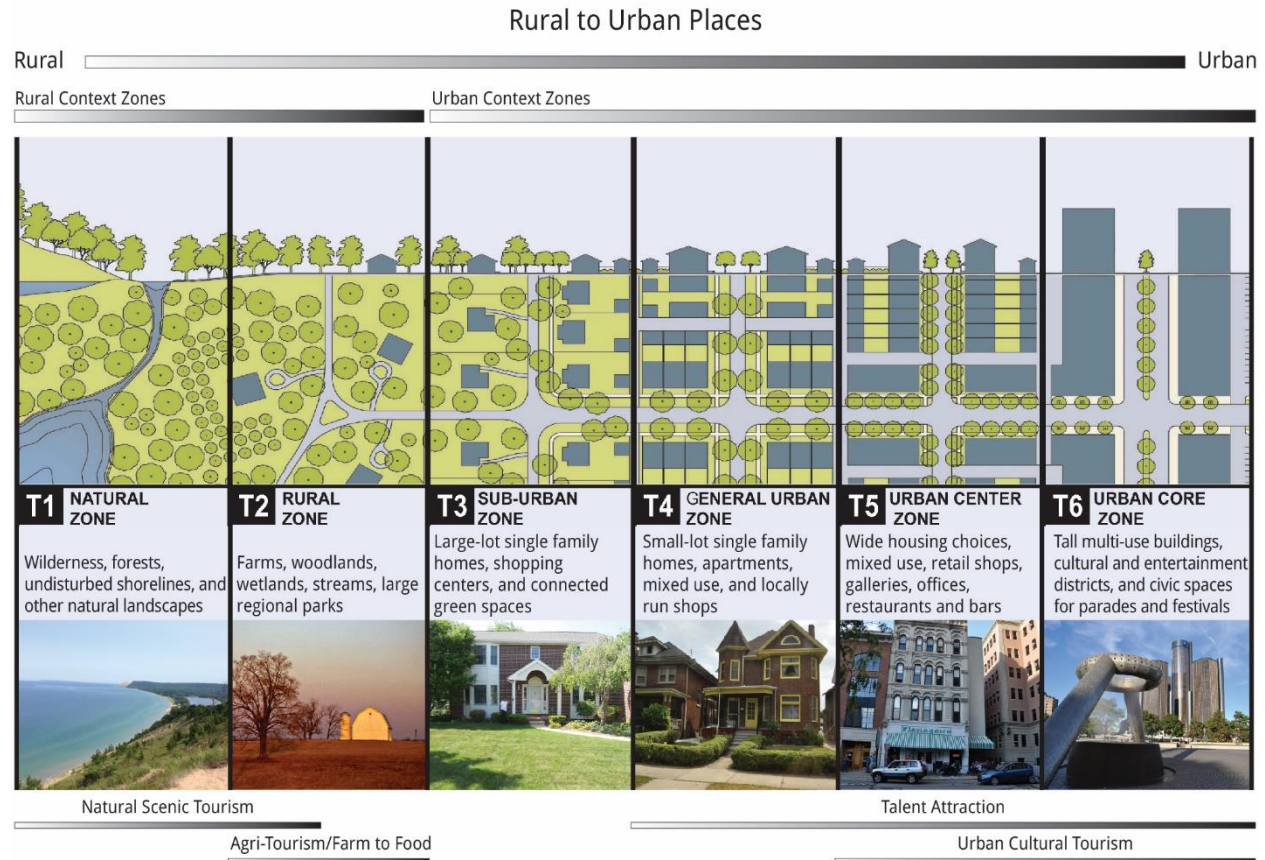 Rural to Urban Places
Rural
Urban
Rural Context Zones
Urban Context Zones
T1 NATURAL
ZONE
Wilderness, forests,
undisturbed shorelines, and
other natural landscapes
T2 RURAL
ZONE
Farms, woodlands,
wetlands, streams, large
regional parks
T3 SUB-URBAN
ZONE
Large-lot single family
homes, shopping
centers, and connected
green spaces
T4 GENERAL URBAN
ZONE
Small-lot single family
homes, apartments,
mixed use, and locally
run shops
T5 URBAN CENTER
ZONE
Wide housing choices,
mixed use, retail shops,
galleries, offices,
restaurants and bars
T6 URBAN CORE
ZONE
Tall multi-use buildings,
cultural and entertainment
districts, and civic spaces
for parades and festivals
Natural Scenic Tourism
Talent Attraction
Agri-Tourism/Farm to Food
Urban Cultural Tourism